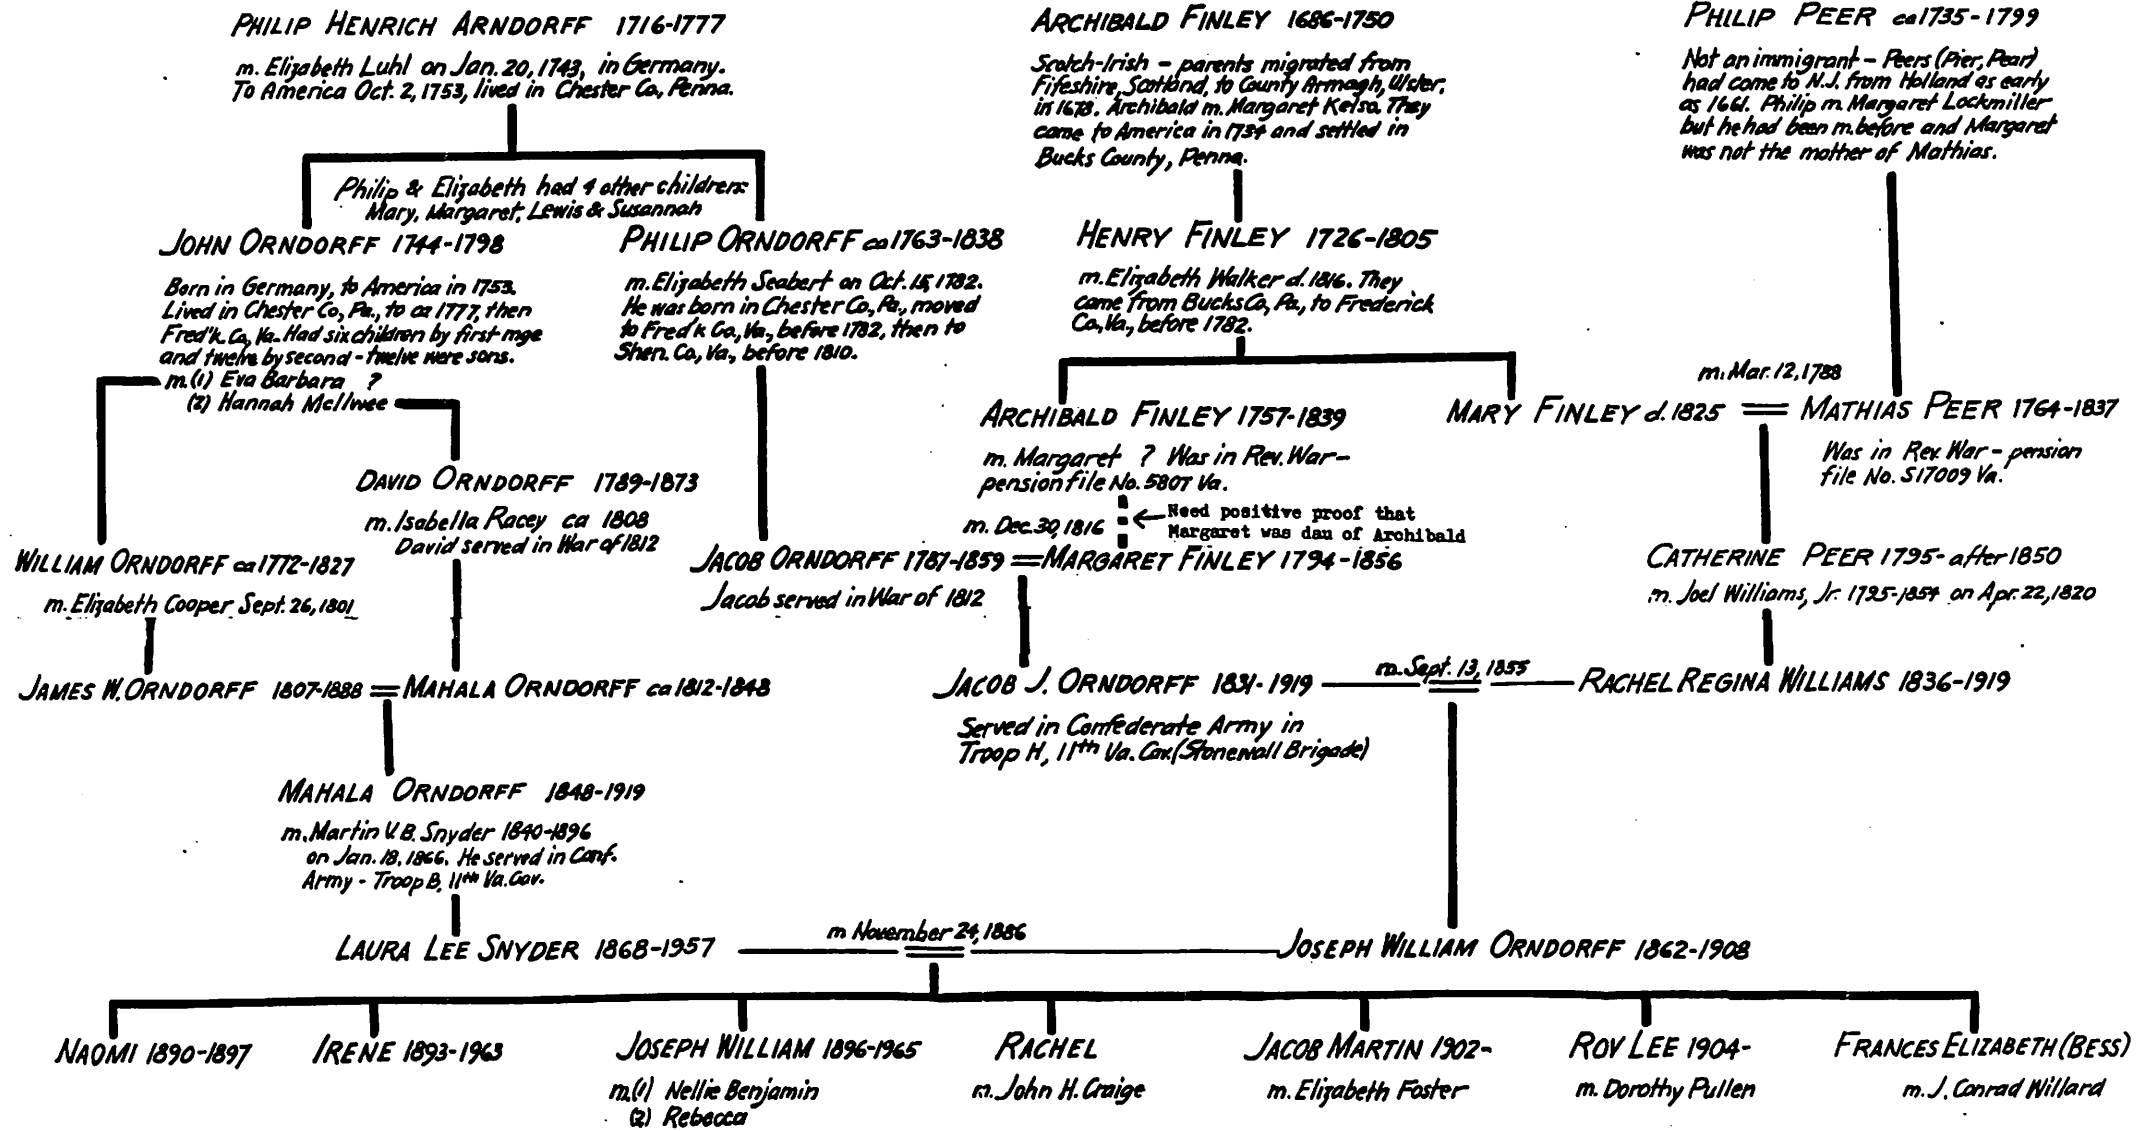 PHILIP HENRICH ARNDORFF 1716-1777
m. Elizabeth Luhl on Jan. 20, 1743, in Germany.
To America Oct. 2, 1753, lived in Chester Co., Penna.
ARCHIBALD FINLEY 1686-1750
Scotch-Irish - parents migrated from
Fifeshire, Scotland, to County Armagh, Ulster,
in 1678. Archibald m. Margaret Kelso. They
came to America in 1734 and settled in
Bucks County, Penna.
PHILIP PEER ca 1735-1799
Not an immigrant - Peers (Pier, Pear)
had come to N.J. from Holland as early
as 1661. Philip m. Margaret Lockmiller
but he had been m. before and Margaret
was not the mother of Mathias.
Philip & Elizabeth had 4 other children:
Mary, Margaret, Lewis & Susannah
JOHN ORNDORFF 1744-1798
Born in Germany, to America in 1753.
Lived in Chester Co, Pa., to ca 1777, then
Fred'k. Co, Va. Had six children by first mge
and twelve by second - twelve were sons.
m. (1) Eva Barbara ?
(2) Hannah McIlwee
PHILIP ORNDORFF ca 1763-1838
m. Elizabeth Seabert on Oct. 15, 1782.
He was born in Chester Co, Pa., moved
to Fred'k Co., Va., before 1782, then to
Shen. Co, Va., before 1810.
HENRY FINLEY 1726-1805
m. Elizabeth Walker d. 1816. They
came from Bucks Co, Pa., to Frederick
Co., Va., before 1782.
m. Mar. 12, 1788
ARCHIBALD FINLEY 1757-1839
m. Margaret ? Was in Rev. War -
pension file No. 5807 Va.
MARY FINLEY d. 1825 = MATHIAS PEER 1764-1837
Was in Rev. War - pension
file No. S17009 Va.
DAVID ORNDORFF 1789-1873
m. Isabella Racey ca 1808
David served in War of 1812
m. Dec. 30, 1816
Need positive proof that
Margaret was dau of Archibald
WILLIAM ORNDORFF ca 1772-1827
m. Elizabeth Cooper Sept. 26, 1801
JACOB ORNDORFF 1787-1859 = MARGARET FINLEY 1794-1856
Jacob served in War of 1812
CATHERINE PEER 1795- after 1850
m. Joel Williams, Jr. 1795-1854 on Apr. 22, 1820
JAMES W. ORNDORFF 1807-1888 = MAHALA ORNDORFF ca 1812-1848
m. Sept. 13, 1855
JACOB J. ORNDORFF 1831-1919 = RACHEL REGINA WILLIAMS 1836-1919
Served in Confederate Army in
Troop H, 11th Va. Cav. (Stonewall Brigade)
MAHALA ORNDORFF 1848-1919
m. Martin V.B. Snyder 1840-1896
on Jan. 18, 1866. He served in Conf.
Army - Troop B, 11th Va. Cav.
m November 24, 1886
LAURA LEE SNYDER 1868-1957 = JOSEPH WILLIAM ORNDORFF 1862-1908
NAOMI 1890-1897
IRENE 1893-1963
JOSEPH WILLIAM 1896-1965
m. (1) Nellie Benjamin
(2) Rebecca
RACHEL
m. John H. Craige
JACOB MARTIN 1902-
m. Elizabeth Foster
ROY LEE 1904-
m. Dorothy Pullen
FRANCES ELIZABETH (BESS)
m. J. Conrad Willard